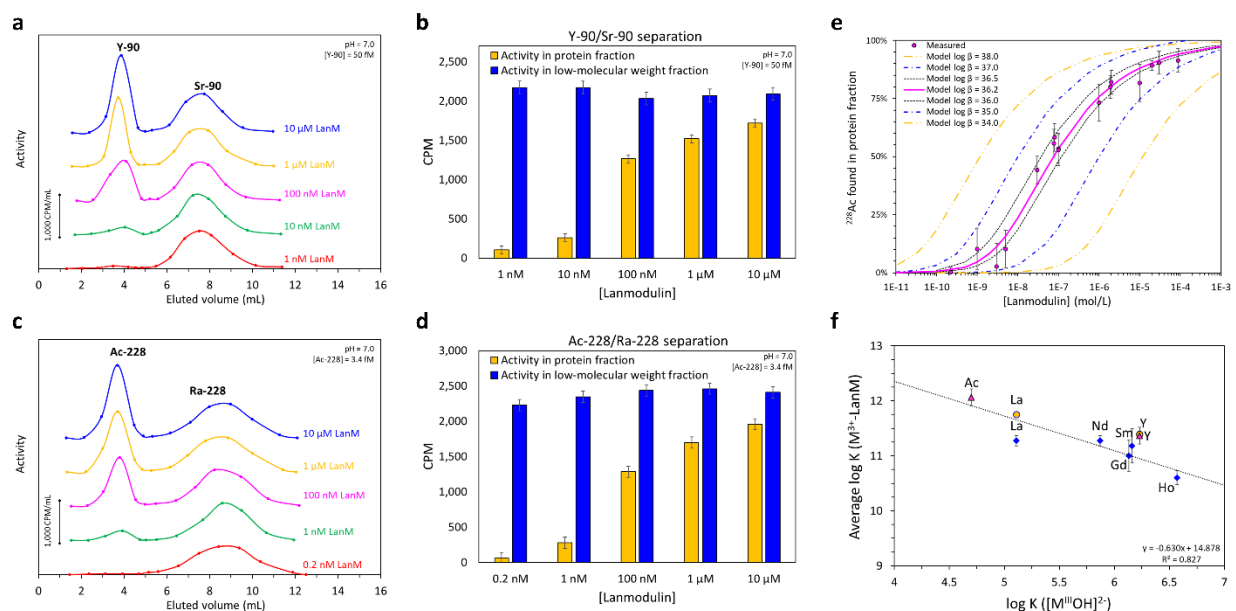 a
Y-90
Sr-90
pH = 7.0
[Y-90] = 50 fM
10 µM LanM
1 µM LanM
100 nM LanM
10 nM LanM
1 nM LanM
1,000 CPM/mL
Activity
0 2 4 6 8 10 12 14 16
Eluted volume (mL)
b
Y-90/Sr-90 separation
Activity in protein fraction
Activity in low-molecular weight fraction
pH = 7.0
[Y-90] = 50 fM
2,500
2,000
1,500
1,000
500
0
CPM
1 nM 10 nM 100 nM 1 µM 10 µM
[Lanmodulin]
e
100%
75%
50%
25%
0%
²²⁸Ac found in protein fraction
Measured
Model log β = 38.0
Model log β = 37.0
Model log β = 36.5
Model log β = 36.2
Model log β = 36.0
Model log β = 35.0
Model log β = 34.0
1E-11 1E-10 1E-9 1E-8 1E-7 1E-6 1E-5 1E-4 1E-3
[Lanmodulin] (mol/L)
c
Ac-228
Ra-228
pH = 7.0
[Ac-228] = 3.4 fM
10 µM LanM
1 µM LanM
100 nM LanM
1 nM LanM
0.2 nM LanM
1,000 CPM/mL
Activity
0 2 4 6 8 10 12 14 16
Eluted volume (mL)
d
Ac-228/Ra-228 separation
Activity in protein fraction
Activity in low-molecular weight fraction
pH = 7.0
[Ac-228] = 3.4 fM
3,000
2,500
2,000
1,500
1,000
500
0
CPM
0.2 nM 1 nM 100 nM 1 µM 10 µM
[Lanmodulin]
f
13
12
11
10
9
Average log K (M³⁺-LanM)
Ac
La
La
Nd
Sm
Y
Y
Gd
Ho
y = -0.630x + 14.878
R² = 0.827
4 5 6 7
log K ([MᴵᴵᴵOH]²⁻)